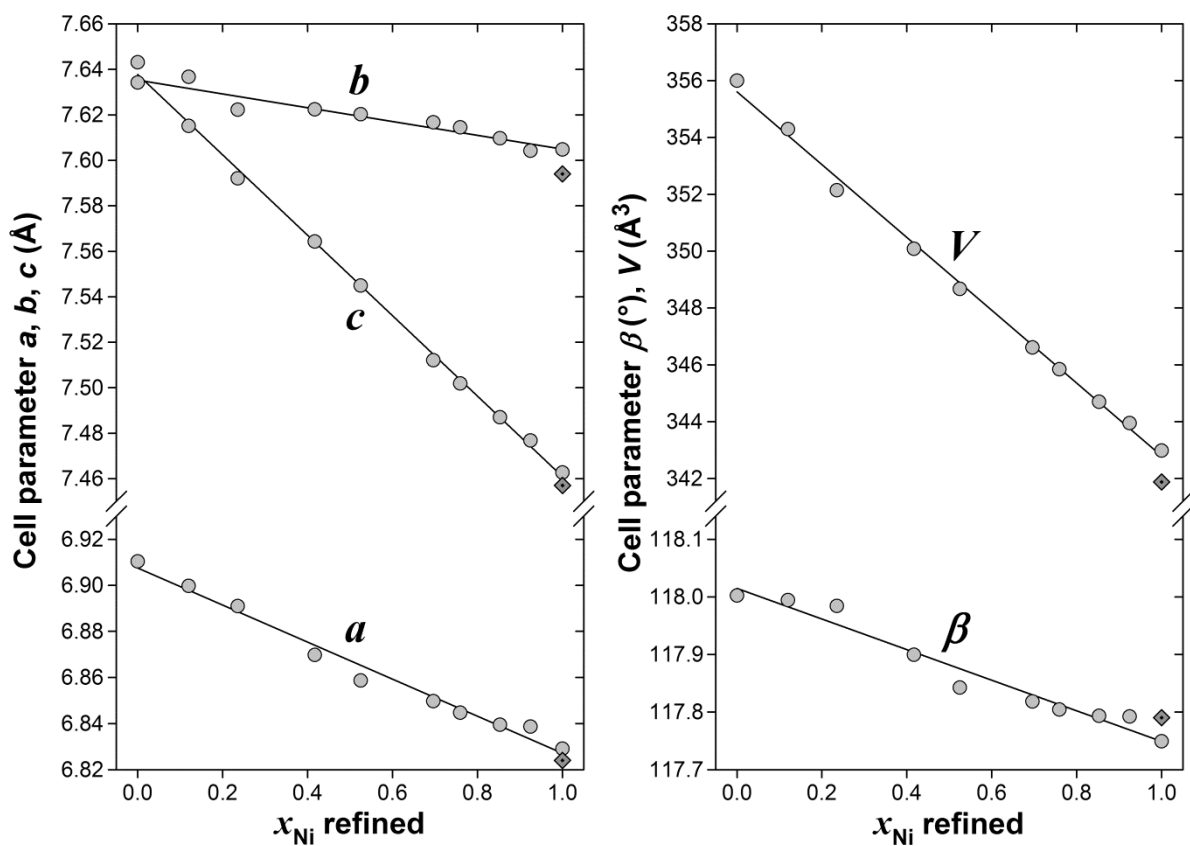 Cell parameter a, b, c (Å)
7.66
7.64
7.62
7.60
7.58
7.56
7.54
7.52
7.50
7.48
7.46
6.92
6.90
6.88
6.86
6.84
6.82
b
c
a
0.0 0.2 0.4 0.6 0.8 1.0
xNi refined
Cell parameter β (°), V (Å³)
358
356
354
352
350
348
346
344
342
118.1
118.0
117.9
117.8
117.7
V
β
0.0 0.2 0.4 0.6 0.8 1.0
xNi refined